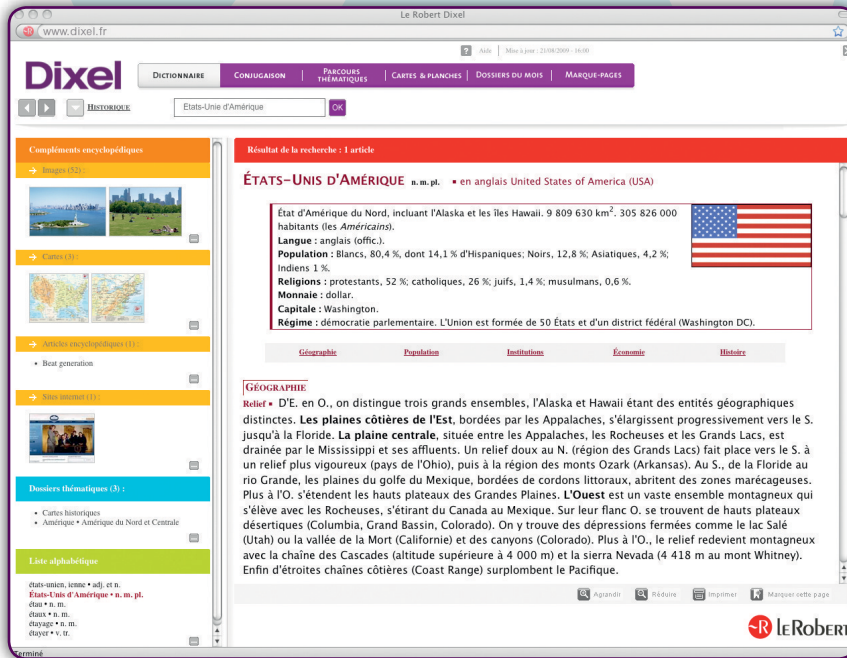 Le Robert Dixel
www.dixel.fr
? Aide Mise à jour : 21/08/2009 - 16:00
Dixel
DICTIONNAIRE
CONJUGAISON
PARCOURS THÉMATIQUES
CARTES & PLANCHES
DOSSIERS DU MOIS
MARQUE-PAGES
HISTORIQUE
Etats-Unie d'Amérique
OK
Compléments encyclopédiques
Images (52) :
Cartes (3) :
Articles encyclopédiques (1) :
• Beat generation
Sites internet (1) :
Dossiers thématiques (3) :
• Cartes historiques
• Amérique • Amérique du Nord et Centrale
Liste alphabétique
états-unien, ienne • adj. et n.
États-Unis d'Amérique • n. m. pl.
étau • n. m.
étaux • n. m.
étayage • n. m.
étayer • v. tr.
Résultat de la recherche : 1 article
ÉTATS-UNIS D'AMÉRIQUE n. m. pl. ▪ en anglais United States of America (USA)
État d'Amérique du Nord, incluant l'Alaska et les îles Hawaii. 9 809 630 km². 305 826 000
habitants (les Américains).
Langue : anglais (offic.).
Population : Blancs, 80,4 %, dont 14,1 % d'Hispaniques; Noirs, 12,8 %; Asiatiques, 4,2 %;
Indiens 1 %.
Religions : protestants, 52 %; catholiques, 26 %; juifs, 1,4 %; musulmans, 0,6 %.
Monnaie : dollar.
Capitale : Washington.
Régime : démocratie parlementaire. L'Union est formée de 50 États et d'un district fédéral (Washington DC).
Géographie Population Institutions Économie Histoire
GÉOGRAPHIE
Relief ▪ D'E. en O., on distingue trois grands ensembles, l'Alaska et Hawaii étant des entités géographiques
distinctes. Les plaines côtières de l'Est, bordées par les Appalaches, s'élargissent progressivement vers le S.
jusqu'à la Floride. La plaine centrale, située entre les Appalaches, les Rocheuses et les Grands Lacs, est
drainée par le Mississippi et ses affluents. Un relief doux au N. (région des Grands Lacs) fait place vers le S. à
un relief plus vigoureux (pays de l'Ohio), puis à la région des monts Ozark (Arkansas). Au S., de la Floride au
rio Grande, les plaines du golfe du Mexique, bordées de cordons littoraux, abritent des zones marécageuses.
Plus à l'O. s'étendent les hauts plateaux des Grandes Plaines. L'Ouest est un vaste ensemble montagneux qui
s'élève avec les Rocheuses, s'étirant du Canada au Mexique. Sur leur flanc O. se trouvent de hauts plateaux
désertiques (Columbia, Grand Bassin, Colorado). On y trouve des dépressions fermées comme le lac Salé
(Utah) ou la vallée de la Mort (Californie) et des canyons (Colorado). Plus à l'O., le relief redevient montagneux
avec la chaîne des Cascades (altitude supérieure à 4 000 m) et la sierra Nevada (4 418 m au mont Whitney).
Enfin d'étroites chaînes côtières (Coast Range) surplombent le Pacifique.
Agrandir Réduire Imprimer Marquer cette page
R LE ROBERT
Terminé